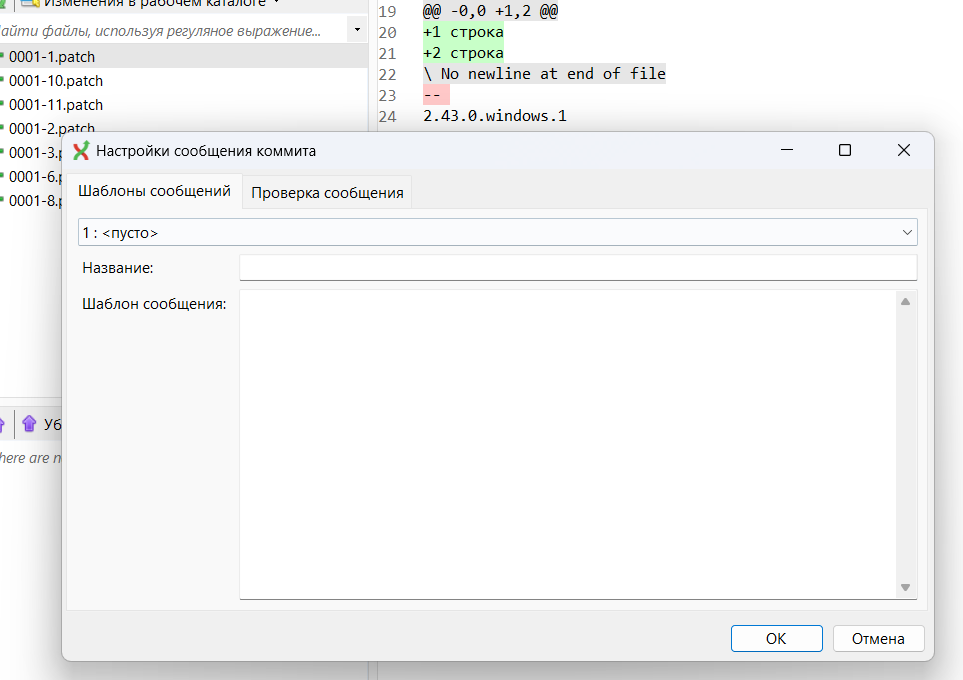 Изменения в рабочем каталоге
найти файлы, используя регуляное выражение...
0001-1.patch
0001-10.patch
0001-11.patch
0001-2.patch
0001-3.p
0001-6.p
0001-8.p
19 @@ -0,0 +1,2 @@
20 +1 строка
21 +2 строка
22 \ No newline at end of file
23 --
24 2.43.0.windows.1
Настройки сообщения коммита
Шаблоны сообщений
Проверка сообщения
1 : <пусто>
Название:
Шаблон сообщения:
Уб
here are n
OK
Отмена